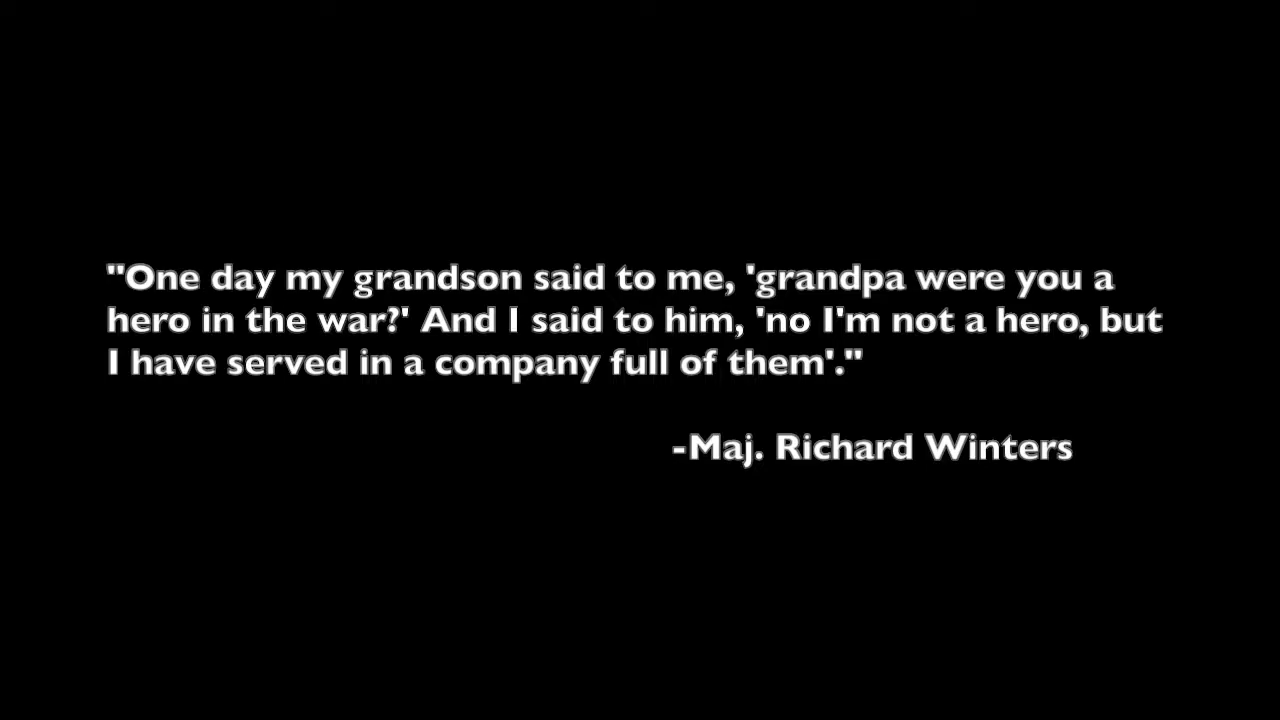 "One day my grandson said to me, 'grandpa were you a
hero in the war?' And I said to him, 'no I'm not a hero, but
I have served in a company full of them'."
-Maj. Richard Winters